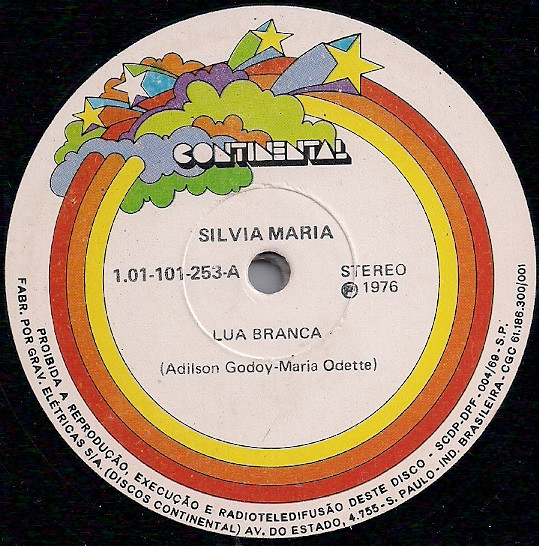 CONTINENTAL
SILVIA MARIA
1.01-101-253-A
STEREO
Ⓟ 1976
LUA BRANCA
(Adilson Godoy-Maria Odette)
PROIBIDA A REPRODUÇÃO, EXECUÇÃO E RADIOTELEDIFUSÃO DESTE DISCO - SCDP-DPF -004/69 - S.P.
FABR. POR GRAV. ELÉTRICAS S/A. (DISCOS CONTINENTAL) AV. DO ESTADO, 4.755 - S. PAULO - IND. BRASILEIRA - CGC 61.186.300/001